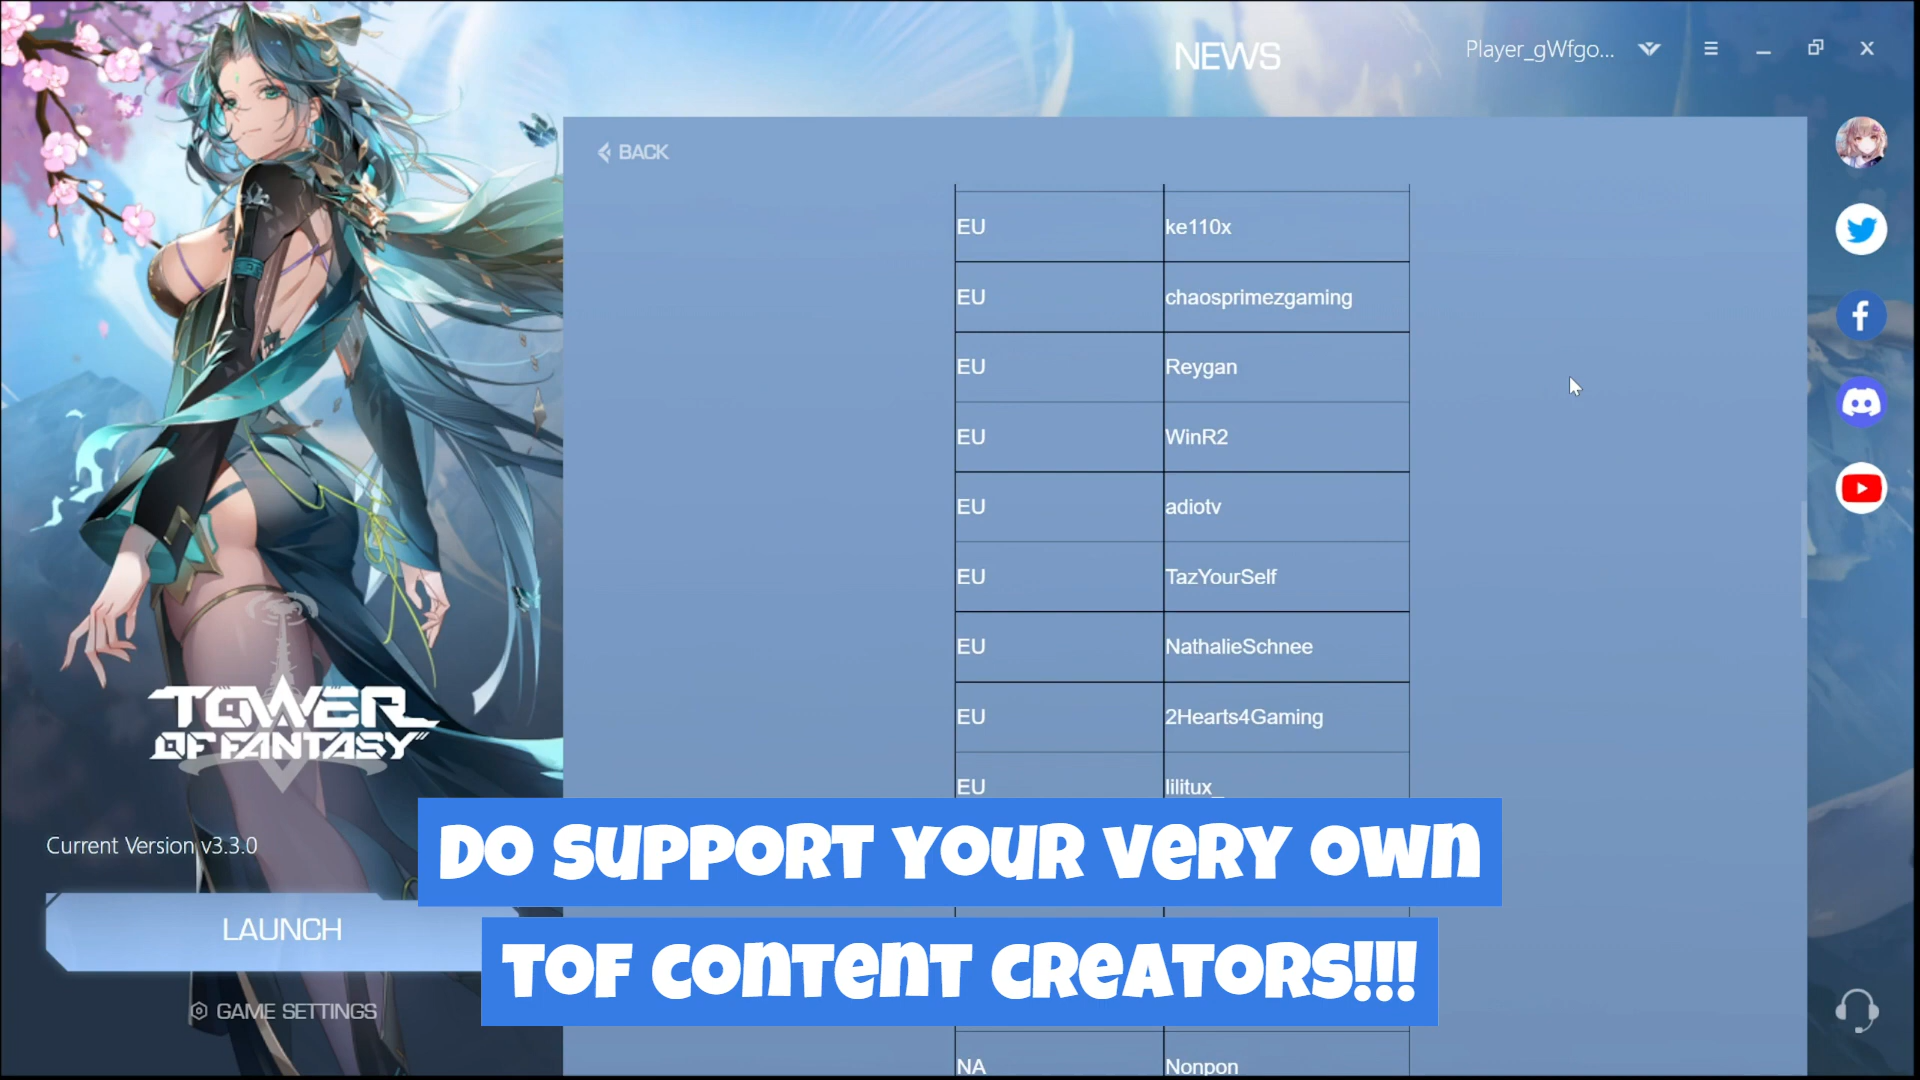 NEWS
Player_gWfgo...
BACK
EU ke110x
EU chaosprimezgaming
EU Reygan
EU WinR2
EU adiotv
EU TazYourSelf
EU NathalieSchnee
EU 2Hearts4Gaming
EU lilitux_
TOWER
OF FANTASY
Current Version v3.3.0
LAUNCH
GAME SETTINGS
DO SUPPORT YOUR VERY OWN
TOF CONTENT CREATORS!!!
NA Nonpon